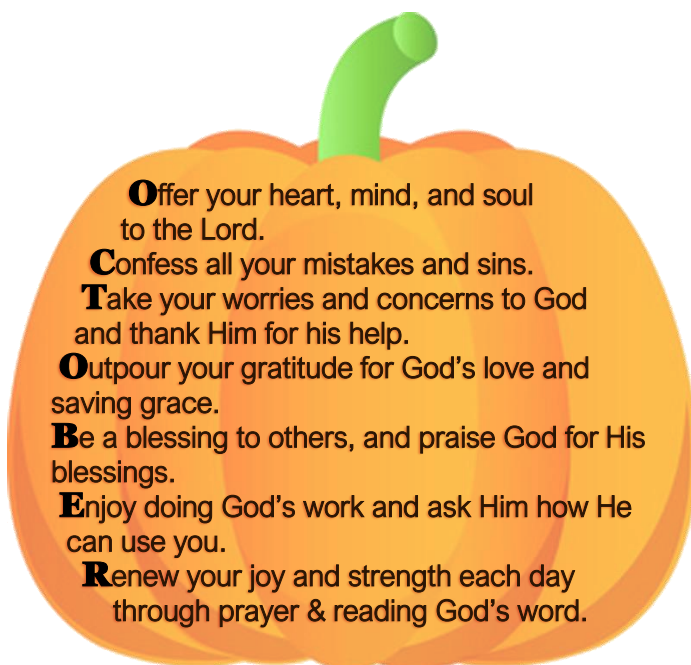 Offer your heart, mind, and soul
to the Lord.
Confess all your mistakes and sins.
Take your worries and concerns to God
and thank Him for his help.
Outpour your gratitude for God's love and
saving grace.
Be a blessing to others, and praise God for His
blessings.
Enjoy doing God's work and ask Him how He
can use you.
Renew your joy and strength each day
through prayer & reading God's word.